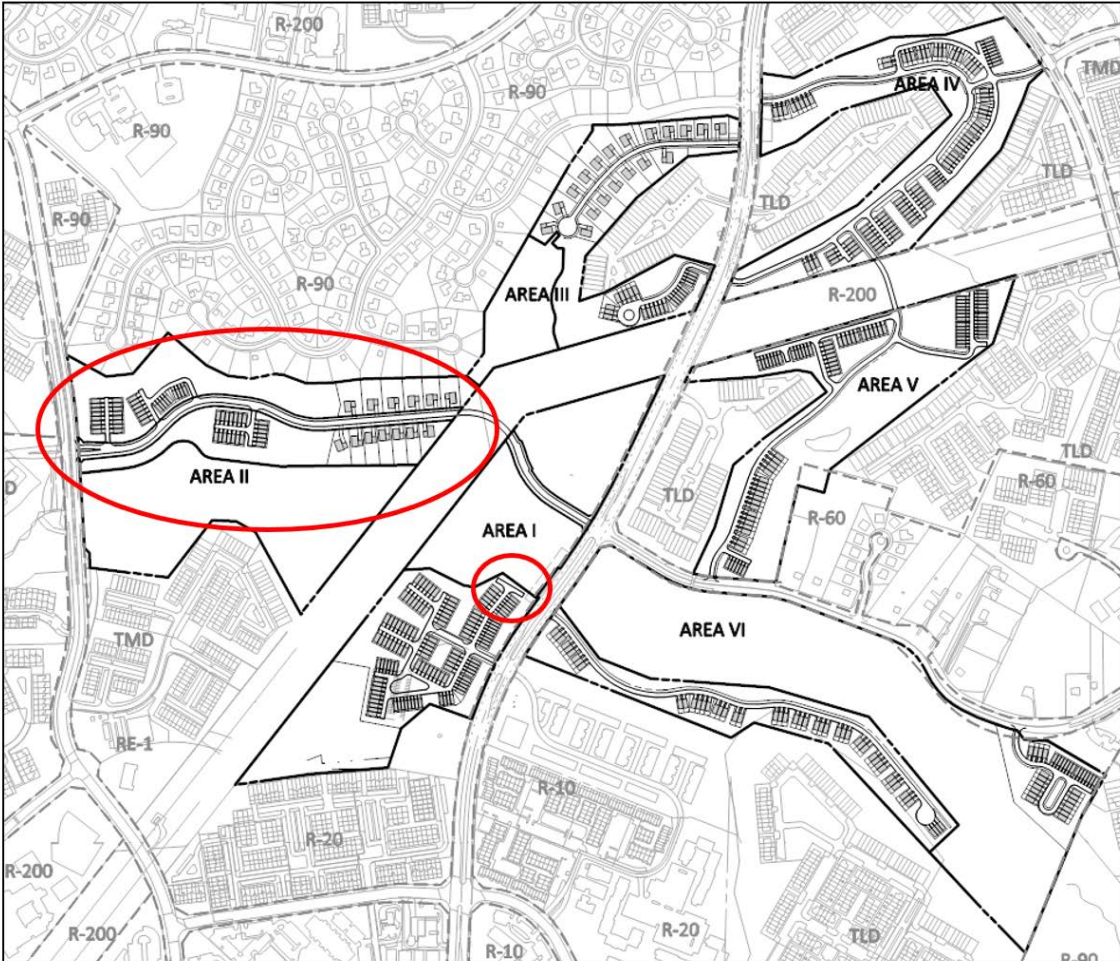 R-200
R-90
TMD
AREA IV
R-90
TLD
R-90
TLD
R-90
R-200
AREA III
AREA V
AREA II
TLD
TLD
R-60
AREA I
R-60
AREA VI
TMD
RE-1
R-10
R-20
R-200
R-20
R-200
R-10
TLD
R-90